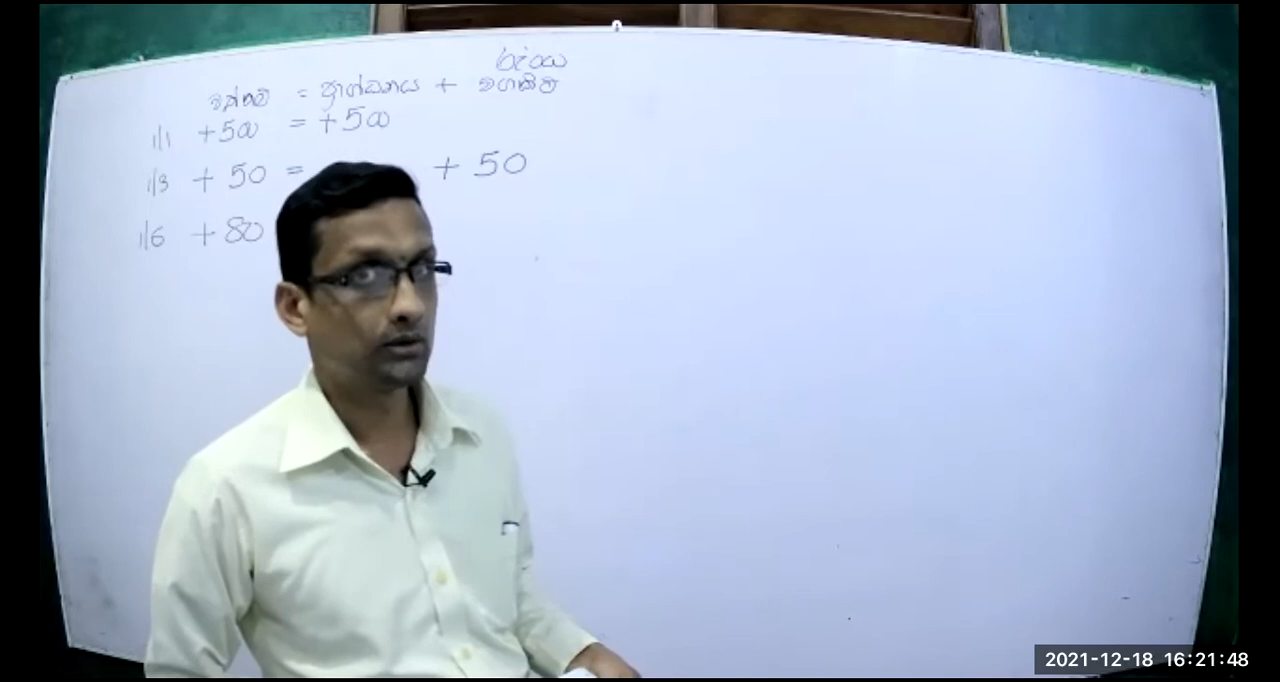 රු:යෙ
වත්කම් = ප්‍රාග්ධනය + වගකීම්
1/1 +500 = +500
1/3 +50 = +50
1/6 +80
2021-12-18 16:21:48